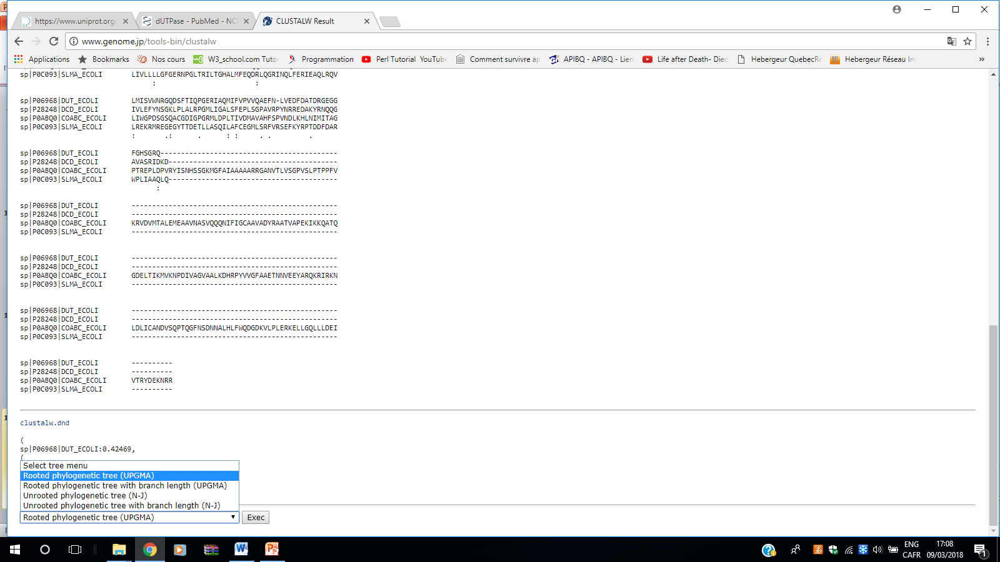 https://www.uniprot.org/
dUTPase - PubMed - NC
CLUSTALW Result
www.genome.jp/tools-bin/clustalw
Applications Bookmarks Nos cours W3_school.com Tuto Programmation Perl Tutorial YouTub Comment survivre ap APIBQ - APIBQ - Lien Life after Death- Died Hebergeur QuebecRe Hebergeur Réseau Int »
sp|P0C093|SLMA_ECOLI LIVLLLLGFGERNPGLTRILTGHALMFEQDRLQGRINQLFERIEAQLRQV
: :
sp|P06968|DUT_ECOLI LMISVWNRGQDSFTIQPGERIAQMIFVPVVQAEFN-LVEDFDATDRGEGG
sp|P28248|DCD_ECOLI IVLEFYNSGKLPLALRPGMLIGALSFEPLSGPAVRPYNRREDAKYRNQQG
sp|P0ABQ0|COABC_ECOLI LIWGPDSGSQACGDIGPGRMLDPLTIVDMAVAHFSPVNDLKHLNIMITAG
sp|P0C093|SLMA_ECOLI LREKRMREGEGYTTDETLLASQILAFCEGMLSRFVRSEFKYRPTDDFDAR
: .: . : : . . .
sp|P06968|DUT_ECOLI FGHSGRQ-------------------------------------------
sp|P28248|DCD_ECOLI AVASRIDKD-----------------------------------------
sp|P0ABQ0|COABC_ECOLI PTREPLDPVRYISNHSSGKMGFAIAAAAARRGANVTLVSGPVSLPTPPFV
sp|P0C093|SLMA_ECOLI WPLIAAQLQ-----------------------------------------
:
sp|P06968|DUT_ECOLI --------------------------------------------------
sp|P28248|DCD_ECOLI --------------------------------------------------
sp|P0ABQ0|COABC_ECOLI KRVDVMTALEMEAAVNASVQQQNIFIGCAAVADYRAATVAPEKIKKQATQ
sp|P0C093|SLMA_ECOLI --------------------------------------------------
sp|P06968|DUT_ECOLI --------------------------------------------------
sp|P28248|DCD_ECOLI --------------------------------------------------
sp|P0ABQ0|COABC_ECOLI GDELTIKMVKNPDIVAGVAALKDHRPYVVGFAAETNNVEEYARQKRIRKN
sp|P0C093|SLMA_ECOLI --------------------------------------------------
sp|P06968|DUT_ECOLI --------------------------------------------------
sp|P28248|DCD_ECOLI --------------------------------------------------
sp|P0ABQ0|COABC_ECOLI LDLICANDVSQPTQGFNSDNNALHLFWQDGDKVLPLERKELLGQLLLDEI
sp|P0C093|SLMA_ECOLI --------------------------------------------------
sp|P06968|DUT_ECOLI ----------
sp|P28248|DCD_ECOLI ----------
sp|P0ABQ0|COABC_ECOLI VTRYDEKNRR
sp|P0C093|SLMA_ECOLI ----------
clustalw.dnd
(
sp|P06968|DUT_ECOLI:0.42469,
(
Select tree menu
Rooted phylogenetic tree (UPGMA)
Rooted phylogenetic tree with branch length (UPGMA)
Unrooted phylogenetic tree (N-J)
Unrooted phylogenetic tree with branch length (N-J)
Rooted phylogenetic tree (UPGMA) Exec
ENG 17:08
CAFR 09/03/2018
1